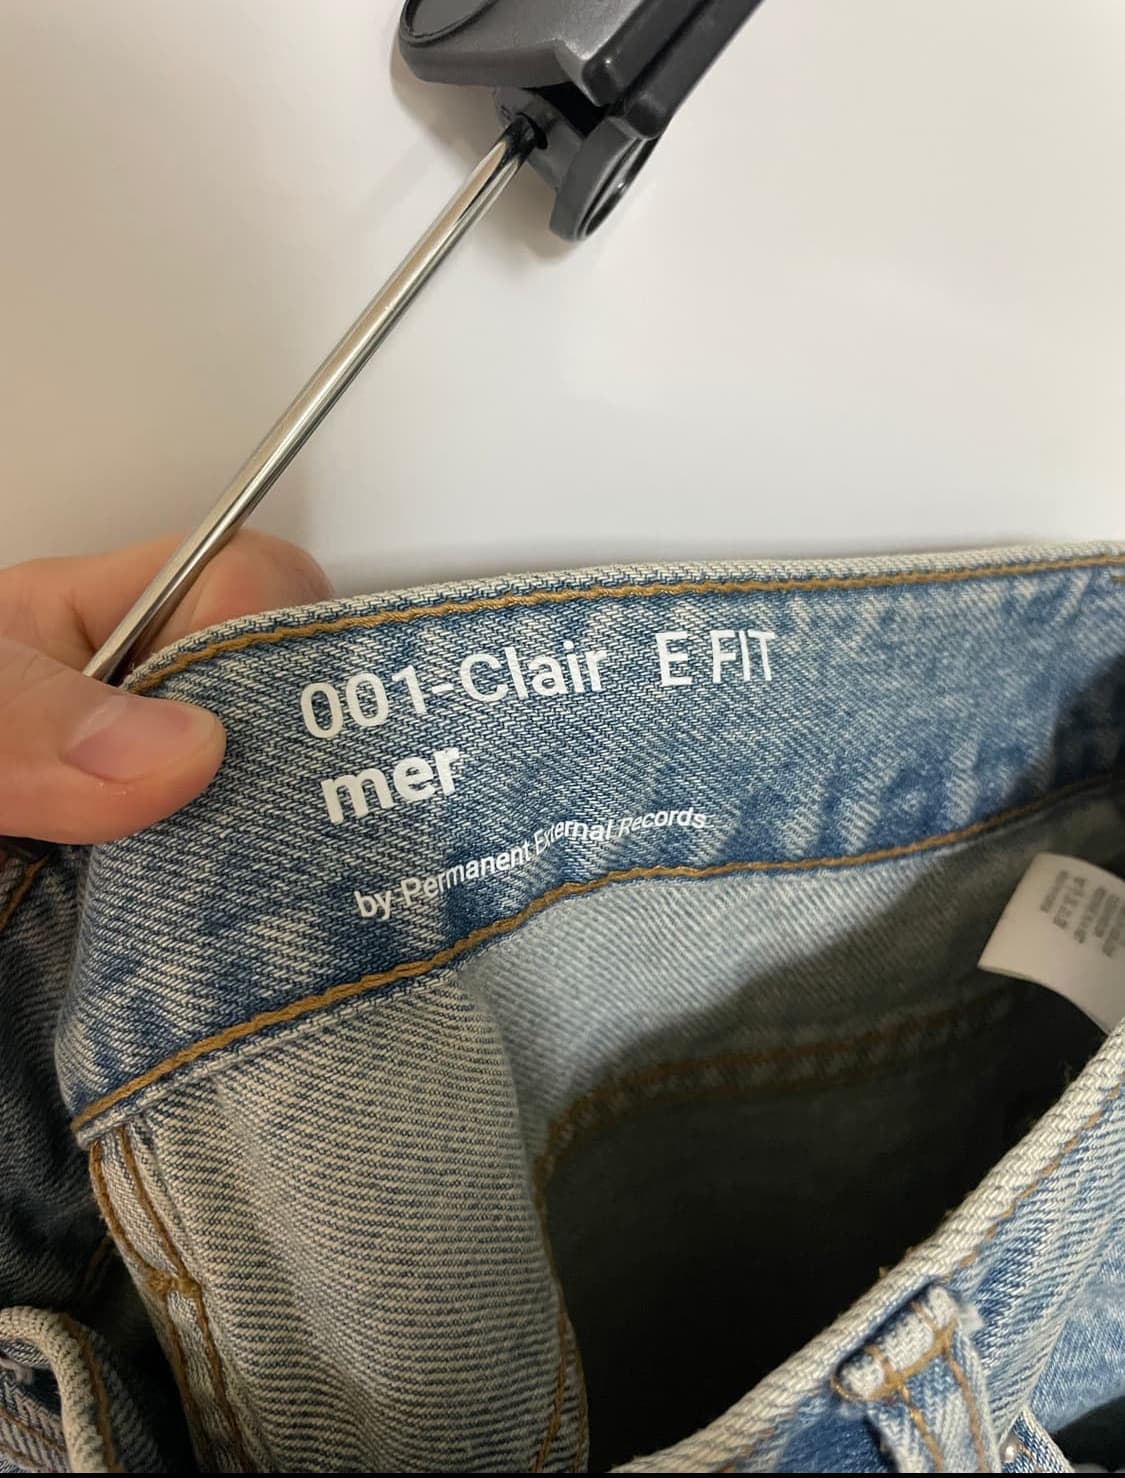 001-Clair E FIT
mer
by Permanent External Records